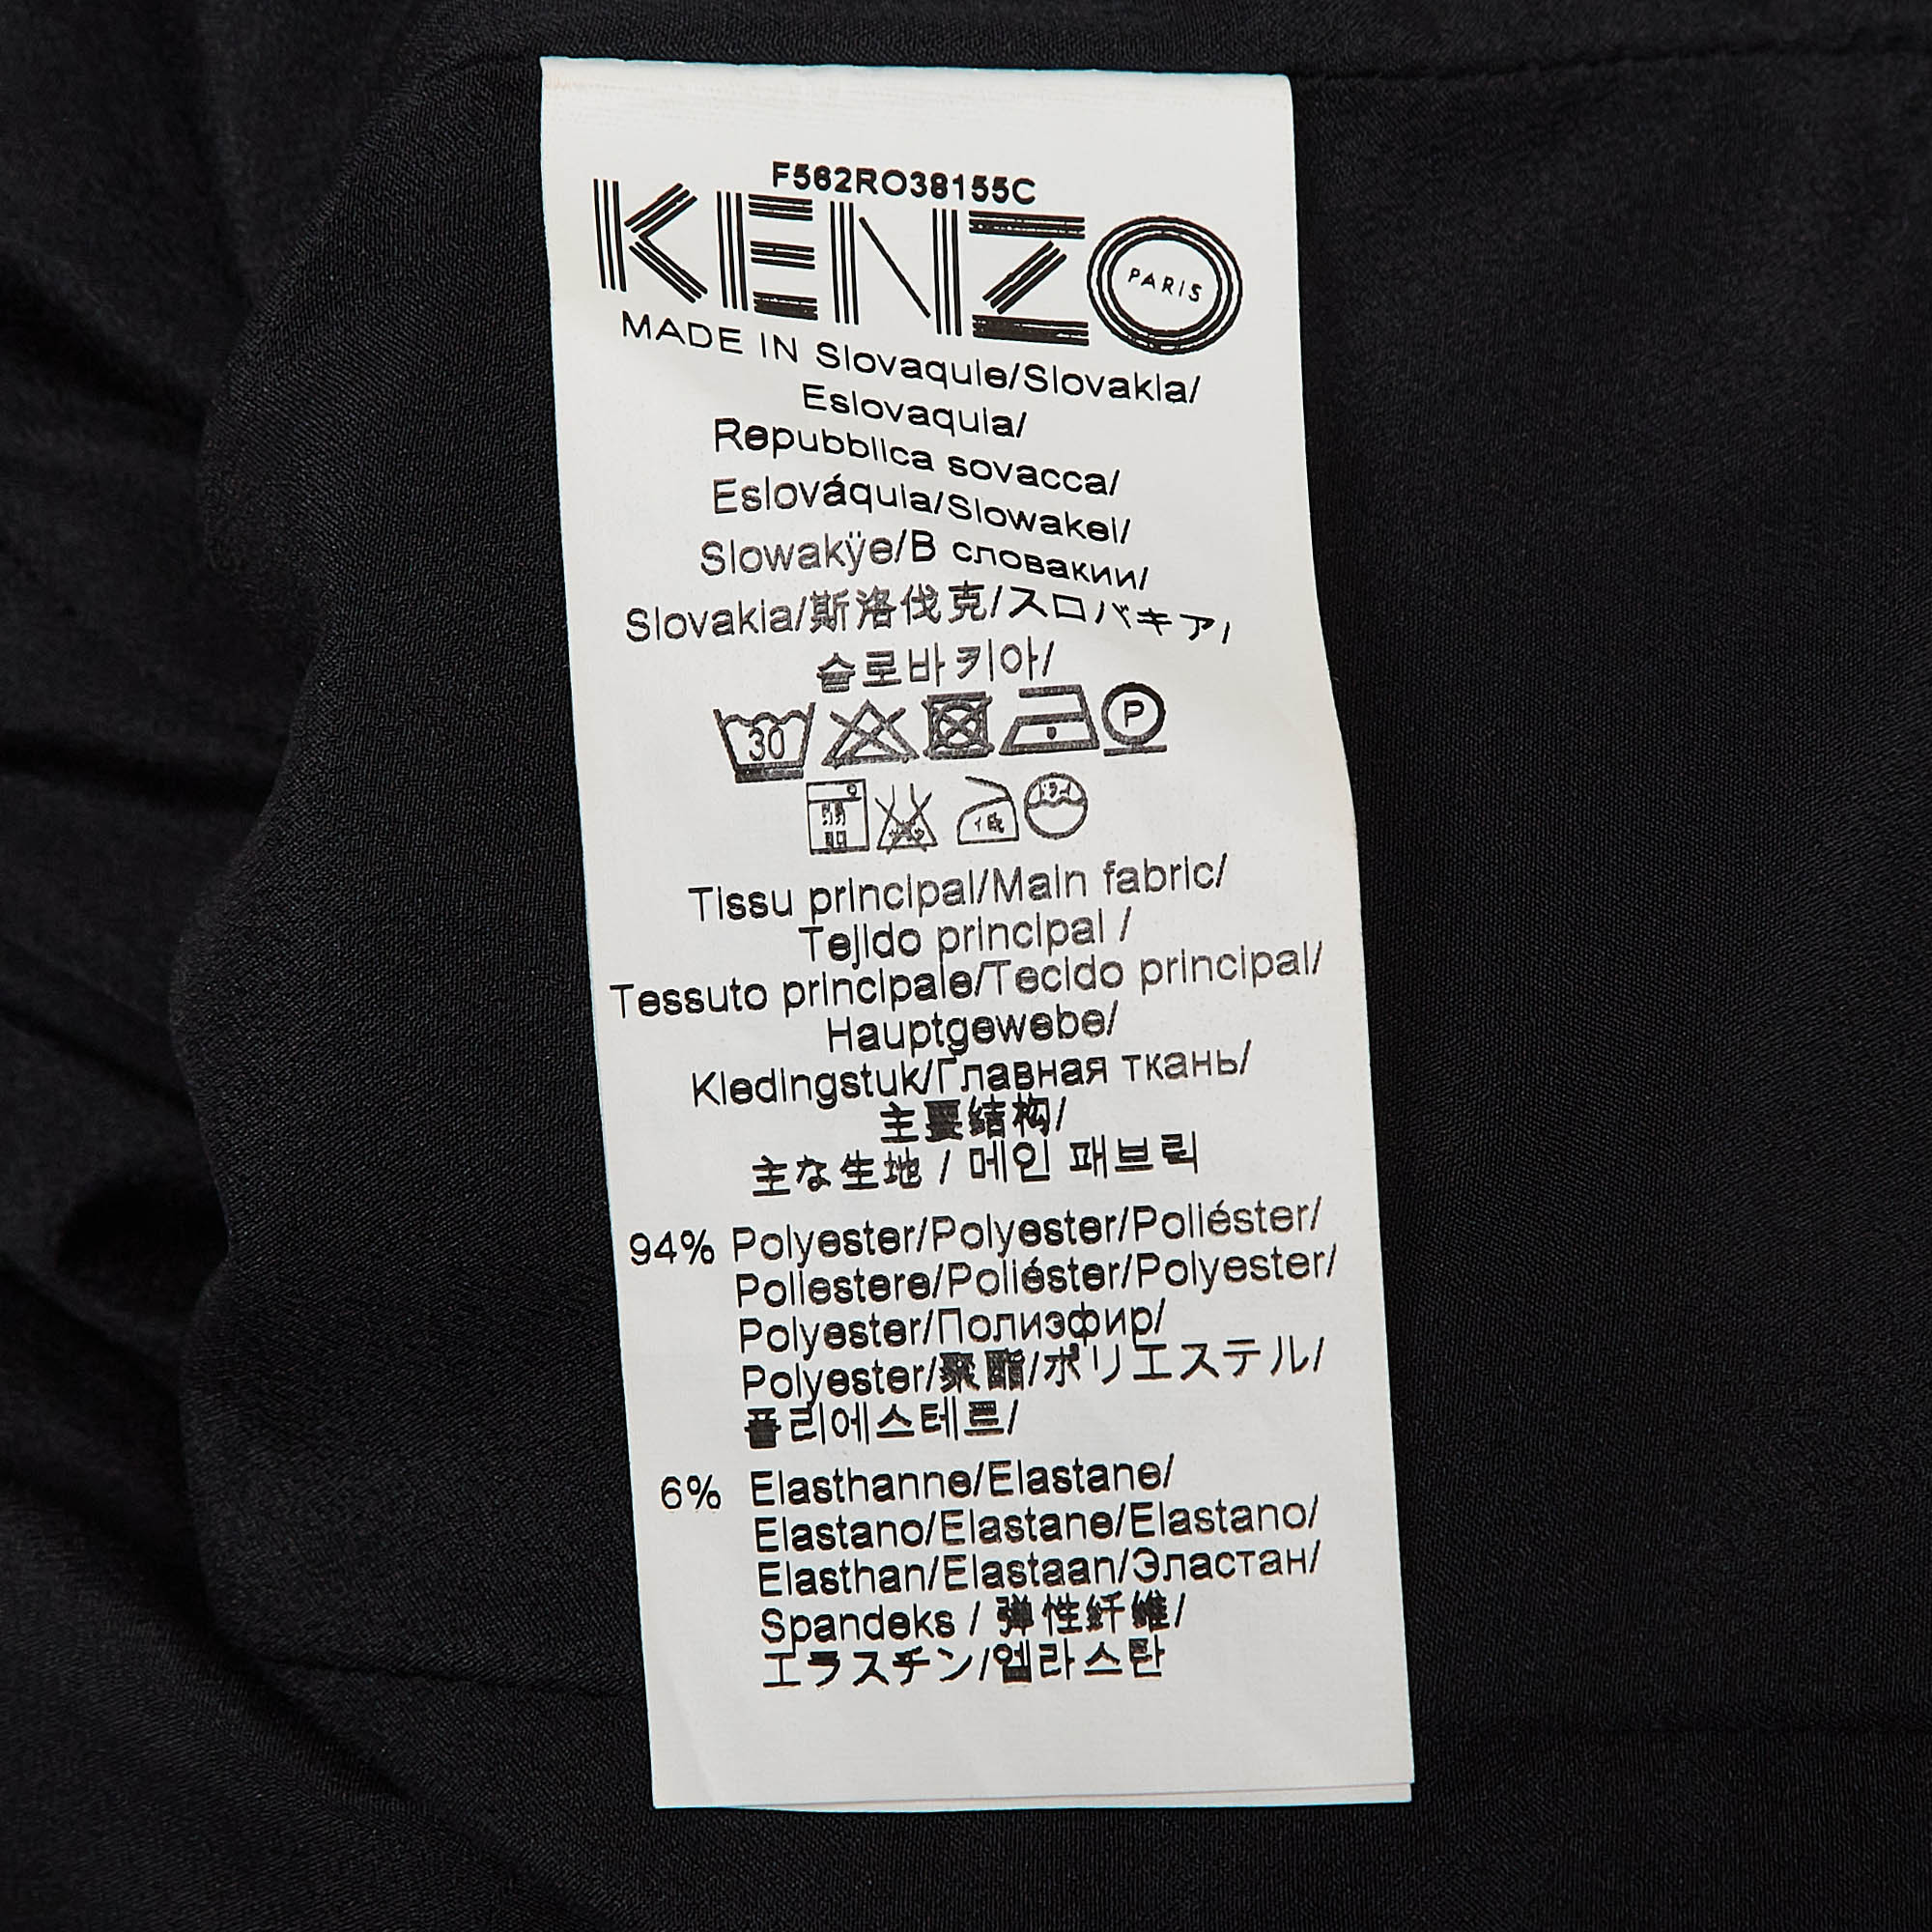 F562RO38155C
KENZO PARIS
MADE IN Slovaquie/Slovakia/
Eslovaquia/
Repubblica sovacca/
Eslováquia/Slowakei/
Slowakÿe/В словакии/
Slovakia/斯洛伐克/スロバキア/
슬로바키아/
30 P
Tissu principal/Main fabric/
Tejido principal /
Tessuto principale/Tecido principal/
Hauptgewebe/
Kledingstuk/Главная ткань/
主要结构/
主な生地 / 메인 패브릭
94% Polyester/Polyester/Poliéster/
Poliestere/Poliéster/Polyester/
Polyester/Полиэфир/
Polyester/聚酯/ポリエステル/
폴리에스테르/
6% Elasthanne/Elastane/
Elastano/Elastane/Elastano/
Elasthan/Elastaan/Эластан/
Spandeks / 弹性纤维/
エラスチン/엘라스탄